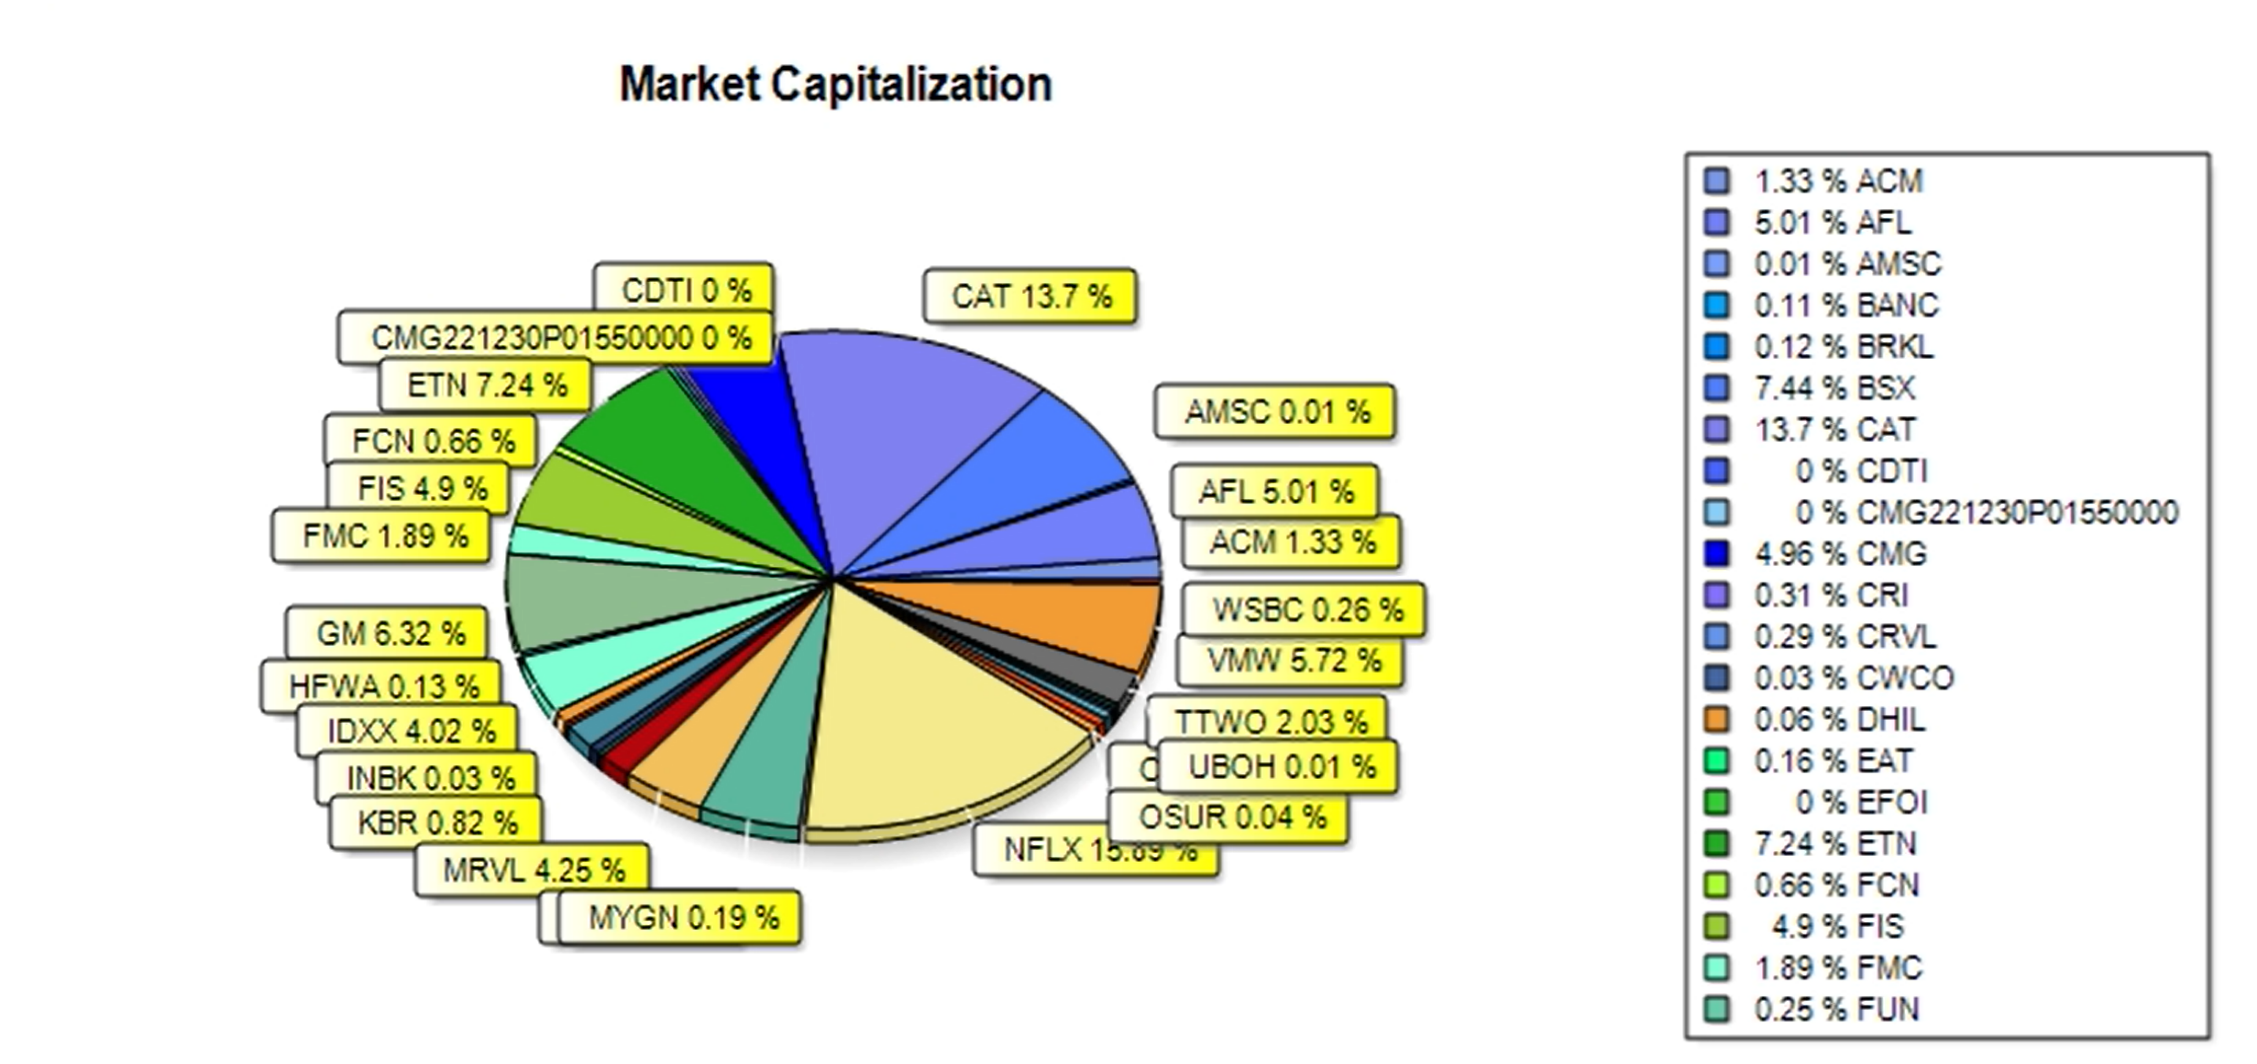 Market Capitalization
CDTI 0 %
CAT 13.7 %
CMG221230P01550000 0 %
ETN 7.24 %
AMSC 0.01 %
FCN 0.66 %
FIS 4.9 %
AFL 5.01 %
FMC 1.89 %
ACM 1.33 %
WSBC 0.26 %
GM 6.32 %
VMW 5.72 %
HFWA 0.13 %
TTWO 2.03 %
IDXX 4.02 %
UBOH 0.01 %
INBK 0.03 %
OSUR 0.04 %
KBR 0.82 %
NFLX 15.89 %
MRVL 4.25 %
MYGN 0.19 %
1.33 % ACM
5.01 % AFL
0.01 % AMSC
0.11 % BANC
0.12 % BRKL
7.44 % BSX
13.7 % CAT
0 % CDTI
0 % CMG221230P01550000
4.96 % CMG
0.31 % CRI
0.29 % CRVL
0.03 % CWCO
0.06 % DHIL
0.16 % EAT
0 % EFOI
7.24 % ETN
0.66 % FCN
4.9 % FIS
1.89 % FMC
0.25 % FUN